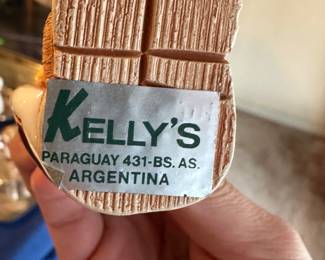 KELLY'S
PARAGUAY 431-BS. AS.
ARGENTINA